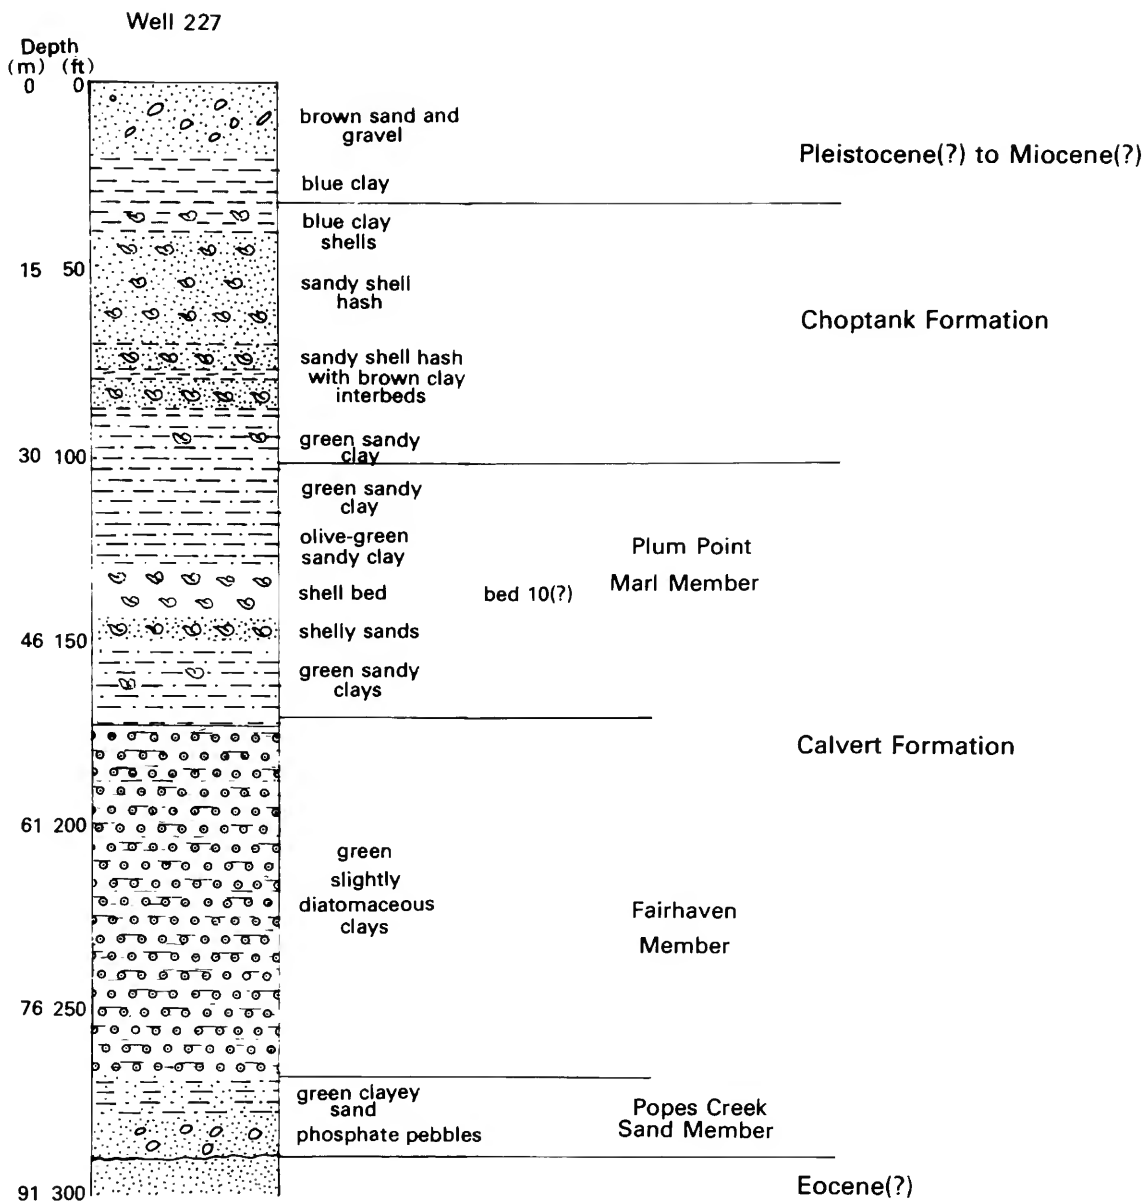 Well 227
Depth
(m) (ft)
0 0
brown sand and
gravel
Pleistocene(?) to Miocene(?)
blue clay
blue clay
shells
15 50
sandy shell
hash
Choptank Formation
sandy shell hash
with brown clay
interbeds
green sandy
clay
30 100
green sandy
clay
olive-green
sandy clay
Plum Point
Marl Member
shell bed
bed 10(?)
shelly sands
46 150
green sandy
clays
Calvert Formation
61 200
green
slightly
diatomaceous
clays
Fairhaven
Member
76 250
green clayey
sand
phosphate pebbles
Popes Creek
Sand Member
Eocene(?)
91 300